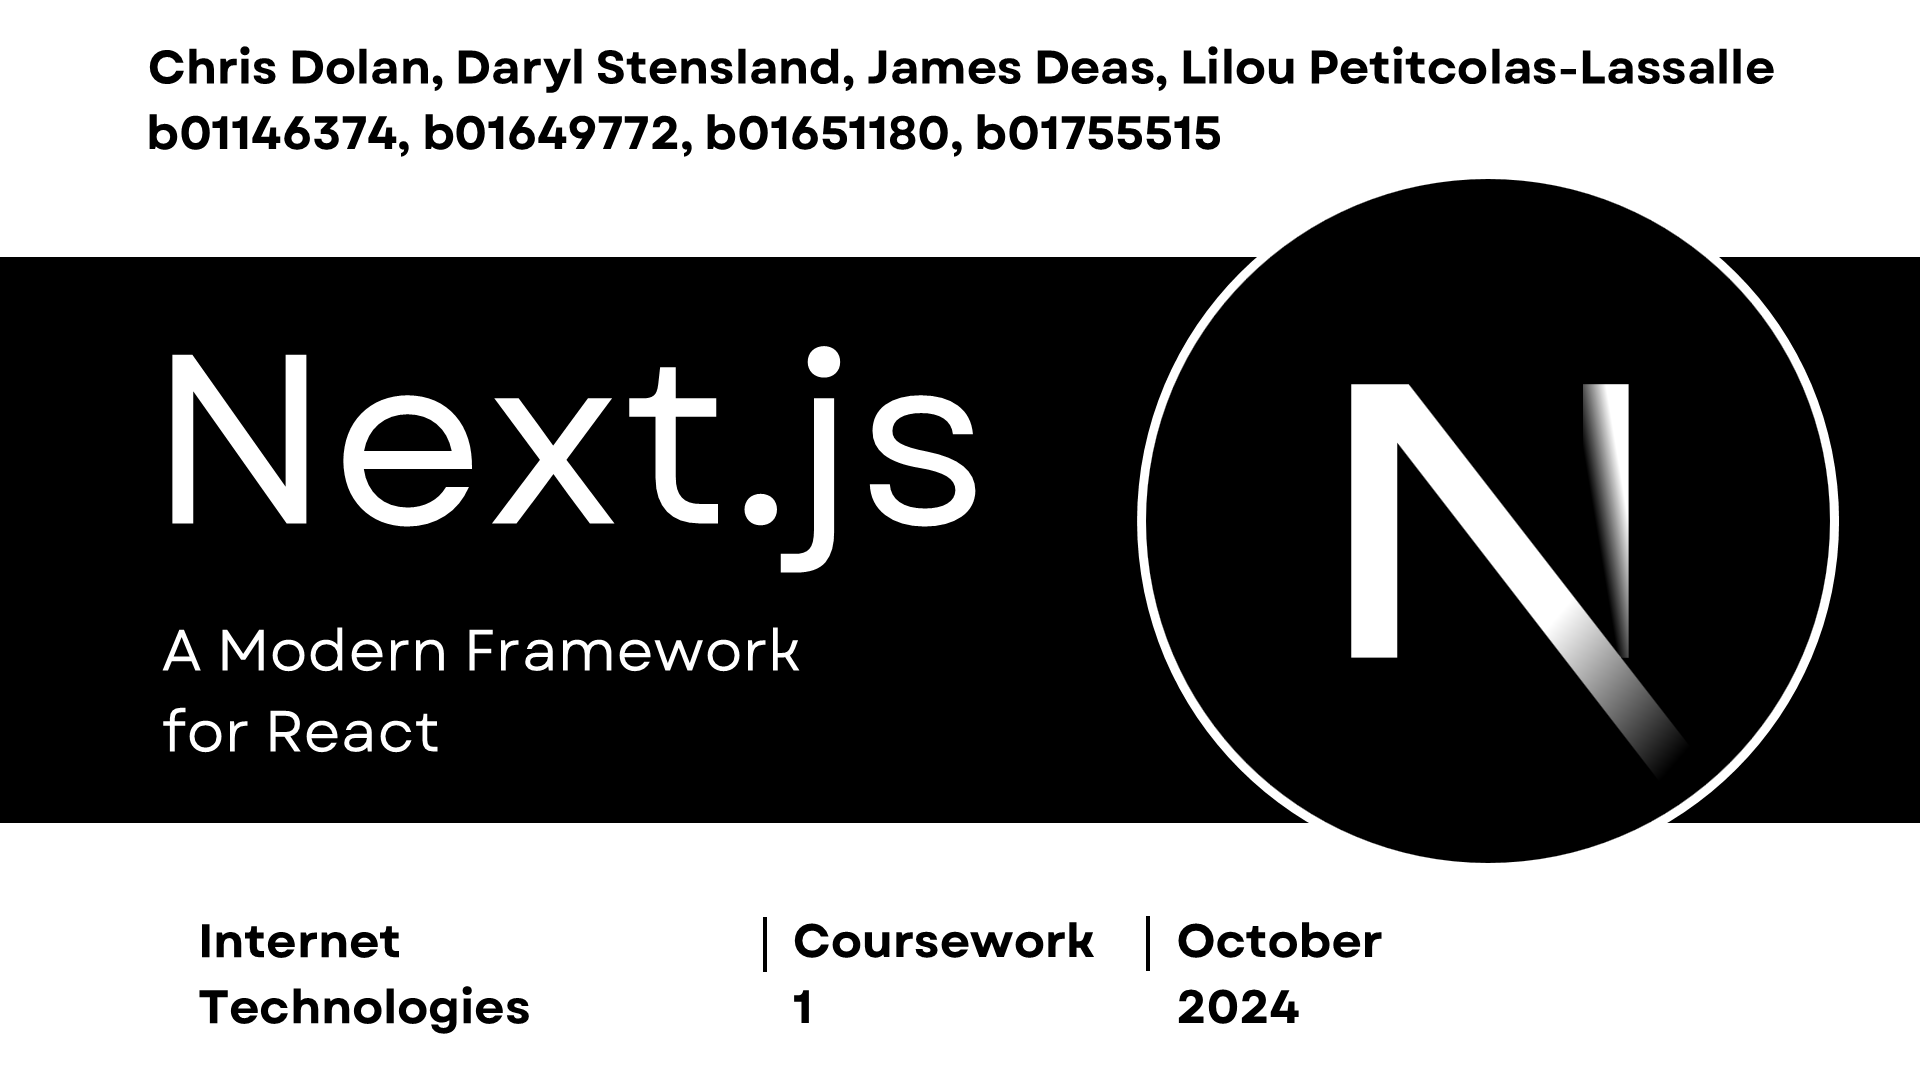 Chris Dolan, Daryl Stensland, James Deas, Lilou Petitcolas-Lassalle
b01146374, b01649772, b01651180, b01755515
Next.js
N
A Modern Framework
for React
Internet
Technologies
Coursework
1
October
2024